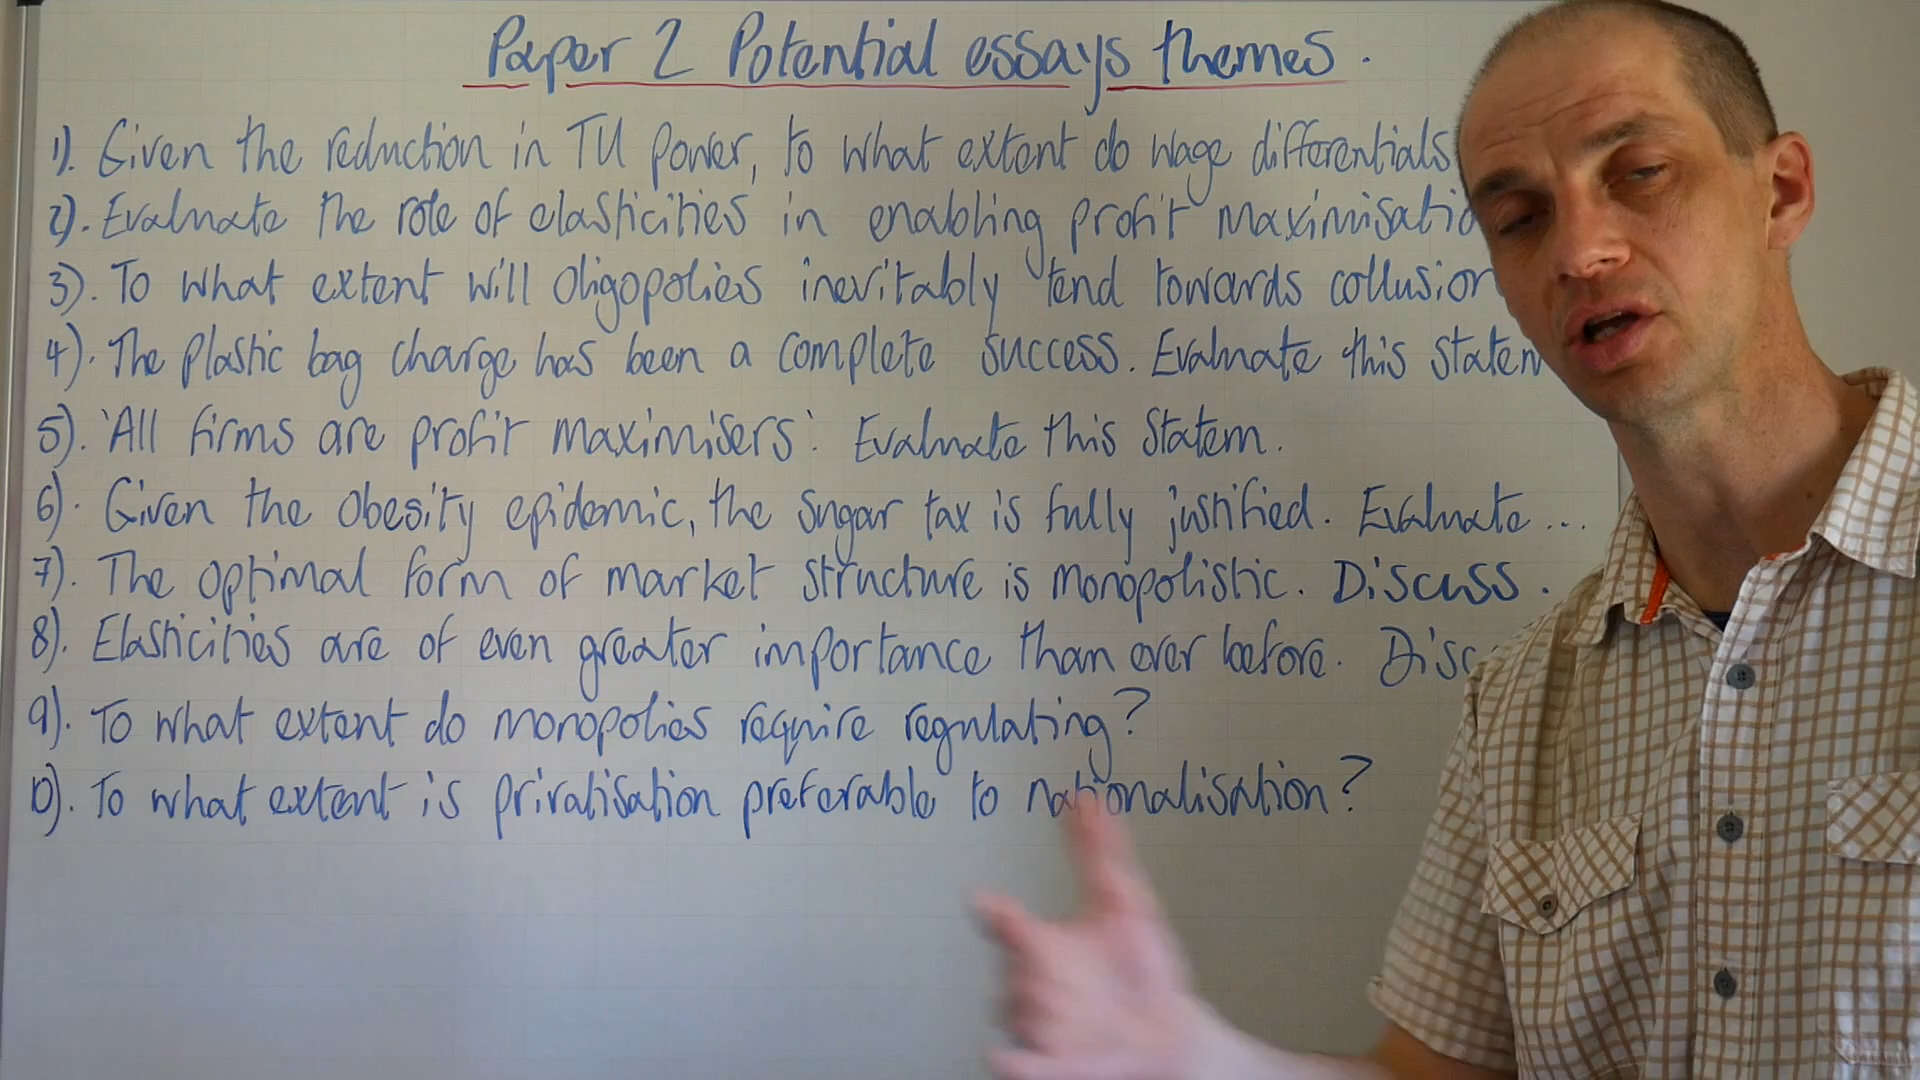 Paper 2 Potential essays themes.
1). Given the reduction in TU power, to what extent do wage differentials
2). Evaluate the role of elasticities in enabling profit maximisatio
3). To what extent will Oligopolies inevitably tend towards collusion
4). The plastic bag charge has been a complete success. Evaluate this statem
5). 'All firms are profit maximisers'. Evaluate this statem.
6). Given the obesity epidemic, the sugar tax is fully justified. Evaluate...
7). The optimal form of market structure is monopolistic. Discuss.
8). Elasticities are of even greater importance than ever before. Disc
9). To what extent do monopolies require regulating?
10). To what extent is privatisation preferable to nationalisation?